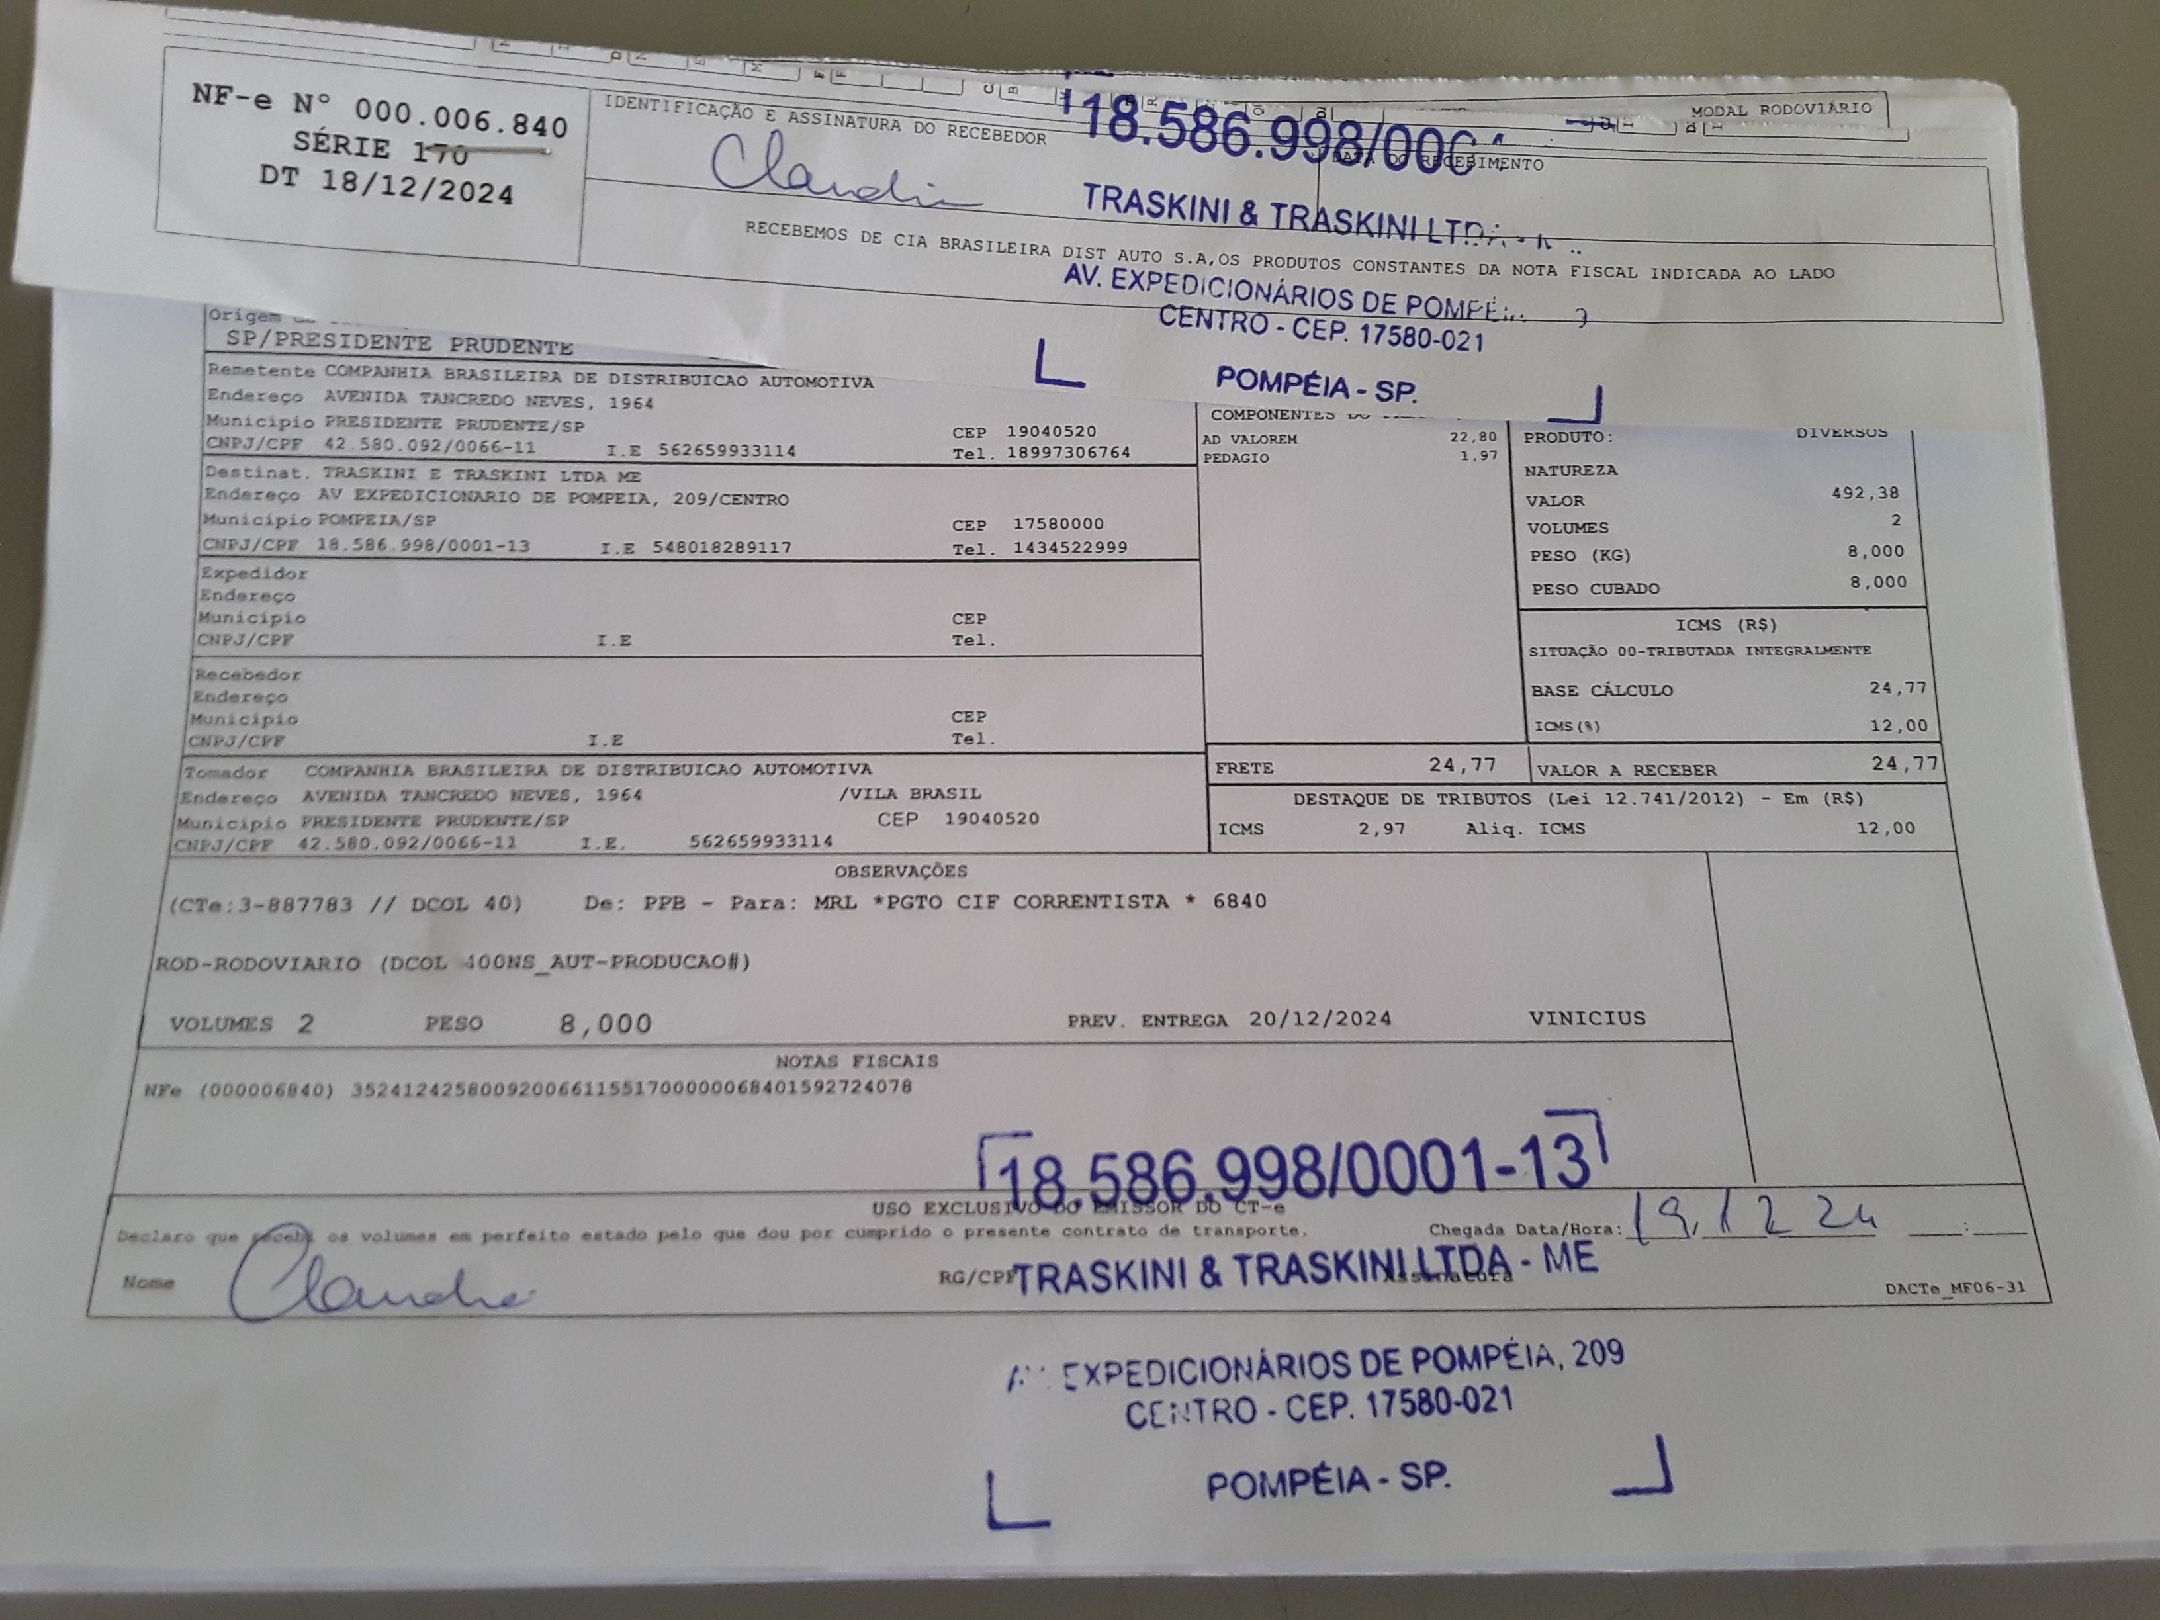 MODAL RODOVIÁRIO
NF-e Nº 000.006.840
SÉRIE 170
DT 18/12/2024
IDENTIFICAÇÃO E ASSINATURA DO RECEBEDOR
18.586.998/000
DATA DO RECEBIMENTO
TRASKINI & TRASKINI LTDA
RECEBEMOS DE CIA BRASILEIRA DIST AUTO S.A,OS PRODUTOS CONSTANTES DA NOTA FISCAL INDICADA AO LADO
AV. EXPEDICIONÁRIOS DE POMPÉ
CENTRO - CEP. 17580-021
POMPÉIA - SP.
Origem
SP/PRESIDENTE PRUDENTE
Remetente COMPANHIA BRASILEIRA DE DISTRIBUICAO AUTOMOTIVA
Endereço AVENIDA TANCREDO NEVES, 1964
Município PRESIDENTE PRUDENTE/SP CEP 19040520
CNPJ/CPF 42.580.092/0066-11 I.E 562659933114 Tel. 18997306764
Destinat. TRASKINI E TRASKINI LTDA ME
Endereço AV EXPEDICIONARIO DE POMPEIA, 209/CENTRO
Município POMPEIA/SP CEP 17580000
CNPJ/CPF 18.586.998/0001-13 I.E 548018289117 Tel. 1434522999
Expedidor
Endereço
Município CEP
CNPJ/CPF I.E Tel.
Recebedor
Endereço
Município CEP
CNPJ/CPF I.E Tel.
Tomador COMPANHIA BRASILEIRA DE DISTRIBUICAO AUTOMOTIVA
Endereço AVENIDA TANCREDO NEVES, 1964 /VILA BRASIL
Município PRESIDENTE PRUDENTE/SP CEP 19040520
CNPJ/CPF 42.580.092/0066-11 I.E. 562659933114
COMPONENTES DO
AD VALOREM 22,80
PEDAGIO 1,97
PRODUTO: DIVERSOS
NATUREZA
VALOR 492,38
VOLUMES 2
PESO (KG) 8,000
PESO CUBADO 8,000
ICMS (R$)
SITUAÇÃO 00-TRIBUTADA INTEGRALMENTE
BASE CÁLCULO 24,77
ICMS(%) 12,00
FRETE 24,77 VALOR A RECEBER 24,77
DESTAQUE DE TRIBUTOS (Lei 12.741/2012) - Em (R$)
ICMS 2,97 Aliq. ICMS 12,00
OBSERVAÇÕES
(CTe:3-887783 // DCOL 40) De: PPB - Para: MRL *PGTO CIF CORRENTISTA * 6840
ROD-RODOVIARIO (DCOL 400NS_AUT-PRODUCAO#)
VOLUMES 2 PESO 8,000 PREV. ENTREGA 20/12/2024 VINICIUS
NOTAS FISCAIS
NFe (000006840) 35241242580092006611551700000068401592724078
18.586.998/0001-13
USO EXCLUSIVO DO EMISSOR DO CT-e
Declaro que recebi os volumes em perfeito estado pelo que dou por cumprido o presente contrato de transporte. Chegada Data/Hora: 19/12 24 :
Nome RG/CPF Assinatura
TRASKINI & TRASKINI LTDA - ME
DACTe_MF06-31
EXPEDICIONÁRIOS DE POMPÉIA, 209
CENTRO - CEP. 17580-021
POMPÉIA - SP.